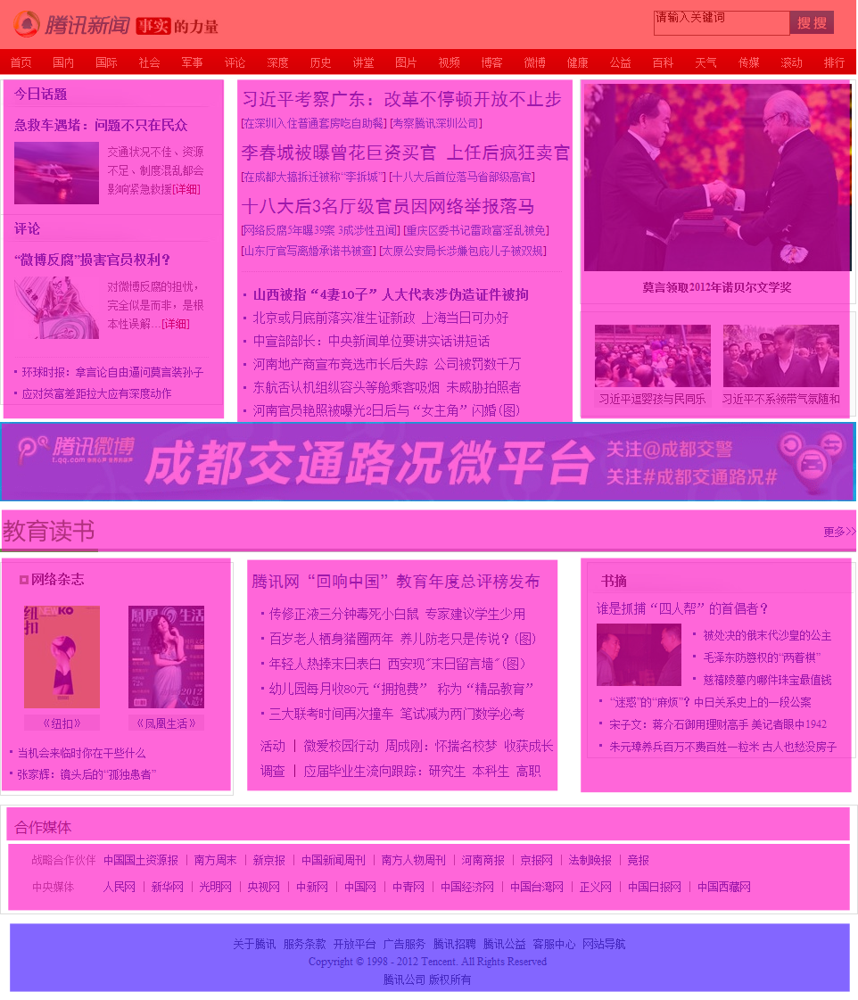 腾讯新闻 事实的力量
请输入关键词 搜搜
首页 国内 国际 社会 军事 评论 深度 历史 讲堂 图片 视频 博客 微博 健康 公益 百科 天气 传媒 滚动 排行
今日话题
急救车遇堵：问题不只在民众
交通状况不佳、资源
不足、制度混乱都会
影响紧急救援[详细]
评论
“微博反腐”损害官员权利？
对微博反腐的担忧，
完全似是而非，是根
本性误解…[详细]
环球时报：拿言论自由逼问莫言装孙子
应对贫富差距拉大应有深度动作
习近平考察广东：改革不停顿开放不止步
[在深圳入住普通套房吃自助餐] [考察腾讯深圳公司]
李春城被曝曾花巨资买官 上任后疯狂卖官
[在成都大搞拆迁被称“李拆城”] [十八大后首位落马省部级高官]
十八大后3名厅级官员因网络举报落马
[网络反腐5年曝39案 3成涉性丑闻] [重庆区委书记雷政富淫乱被免]
[山东厅官写离婚承诺书被查] [太原公安局长涉嫌包庇儿子被双规]
山西被指“4妻10子”人大代表涉伪造证件被拘
北京或月底前落实准生证新政 上海当日可办好
中宣部部长：中央新闻单位要讲实话讲短话
河南地产商宣布竞选市长后失踪 公司被罚数千万
东航否认机组纵容头等舱乘客吸烟 未威胁拍照者
河南官员艳照被曝光2日后与“女主角”闪婚(图)
莫言领取2012年诺贝尔文学奖
习近平逗婴孩与民同乐
习近平不系领带气氛随和
腾讯微博
t.qq.com
成都交通路况微平台
关注@成都交警
关注#成都交通路况#
教育读书
更多>>
网络杂志
纽扣 NEWKO
凤凰生活
《纽扣》 《凤凰生活》
当机会来临时你在干些什么
张家辉：镜头后的“孤独患者”
腾讯网“回响中国”教育年度总评榜发布
传修正液三分钟毒死小白鼠 专家建议学生少用
百岁老人栖身猪圈两年 养儿防老只是传说？(图)
年轻人热捧末日表白 西安现"末日留言墙"(图)
幼儿园每月收80元“拥抱费” 称为“精品教育”
三大联考时间再次撞车 笔试减为两门数学必考
活动 | 微爱校园行动 周成刚：怀揣名校梦 收获成长
调查 | 应届毕业生流向跟踪：研究生 本科生 高职
书摘
谁是抓捕“四人帮”的首倡者？
被处决的俄末代沙皇的公主
毛泽东防篡权的“两着棋”
慈禧陵墓内哪件珠宝最值钱
“迷惑”的“麻烦”？中日关系史上的一段公案
宋子文：蒋介石御用理财高手 美记者眼中1942
朱元璋养兵百万不费百姓一粒米 古人也愁没房子
合作媒体
战略合作伙伴 中国国土资源报 | 南方周末 | 新京报 | 中国新闻周刊 | 南方人物周刊 | 河南商报 | 京报网 | 法制晚报 | 竞报
中央媒体 人民网 | 新华网 | 光明网 | 央视网 | 中新网 | 中国网 | 中青网 | 中国经济网 | 中国台湾网 | 正义网 | 中国日报网 | 中国西藏网
关于腾讯 服务条款 开放平台 广告服务 腾讯招聘 腾讯公益 客服中心 网站导航
Copyright © 1998 - 2012 Tencent. All Rights Reserved
腾讯公司 版权所有